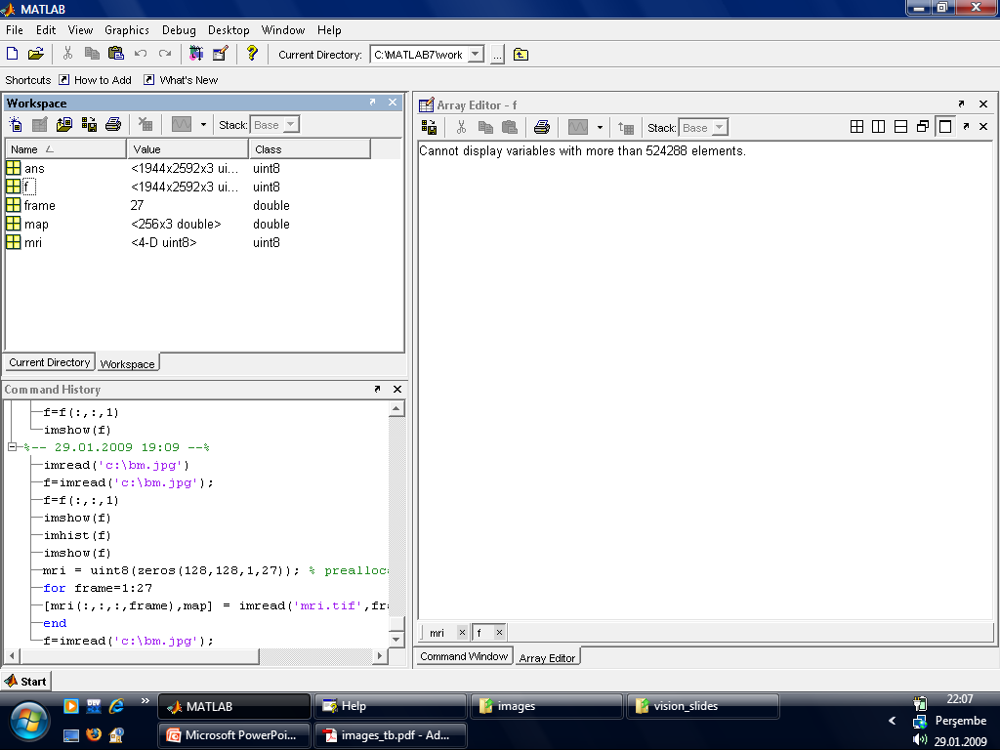 MATLAB
File Edit View Graphics Debug Desktop Window Help
Current Directory: C:\MATLAB7\work ...
Shortcuts How to Add What's New
Workspace
Stack: Base
Name Value Class
ans <1944x2592x3 ui... uint8
f <1944x2592x3 ui... uint8
frame 27 double
map <256x3 double> double
mri <4-D uint8> uint8
Current Directory Workspace
Command History
f=f(:,:,1)
imshow(f)
%-- 29.01.2009 19:09 --%
imread('c:\bm.jpg')
f=imread('c:\bm.jpg');
f=f(:,:,1)
imshow(f)
imhist(f)
imshow(f)
mri = uint8(zeros(128,128,1,27)); % prealloc
for frame=1:27
[mri(:,:,:,frame),map] = imread('mri.tif',fra
end
f=imread('c:\bm.jpg');
Array Editor - f
Stack: Base
Cannot display variables with more than 524288 elements.
mri f
Command Window Array Editor
Start
MATLAB Help images vision_slides
Microsoft PowerPoi... images_tb.pdf - Ad...
22:07
Perşembe
29.01.2009